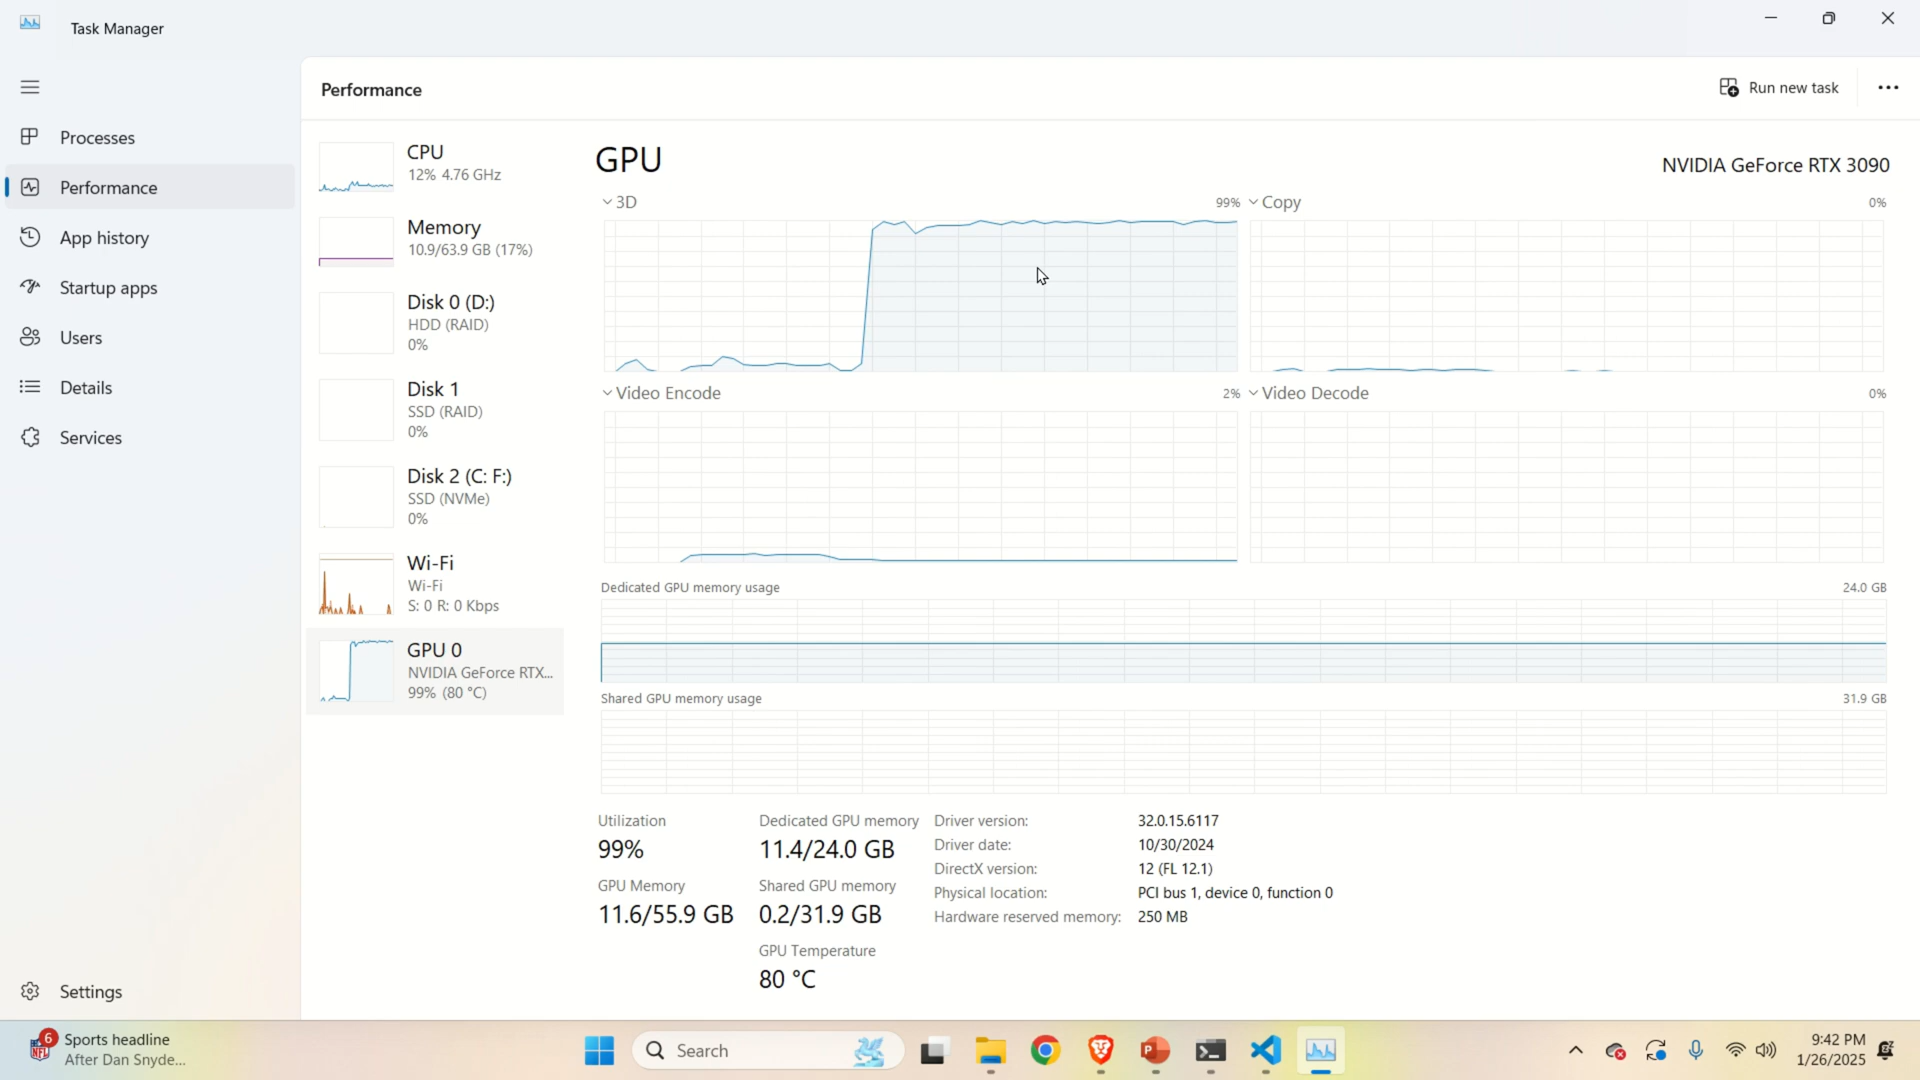 Task Manager
Processes
Performance
App history
Startup apps
Users
Details
Services
Settings
Performance
Run new task
CPU
12% 4.76 GHz
Memory
10.9/63.9 GB (17%)
Disk 0 (D:)
HDD (RAID)
0%
Disk 1
SSD (RAID)
0%
Disk 2 (C: F:)
SSD (NVMe)
0%
Wi-Fi
Wi-Fi
S: 0 R: 0 Kbps
GPU 0
NVIDIA GeForce RTX...
99% (80 °C)
GPU
NVIDIA GeForce RTX 3090
3D 99%
Copy 0%
Video Encode 2%
Video Decode 0%
Dedicated GPU memory usage 24.0 GB
Shared GPU memory usage 31.9 GB
Utilization
99%
GPU Memory
11.6/55.9 GB
Dedicated GPU memory
11.4/24.0 GB
Shared GPU memory
0.2/31.9 GB
GPU Temperature
80 °C
Driver version: 32.0.15.6117
Driver date: 10/30/2024
DirectX version: 12 (FL 12.1)
Physical location: PCI bus 1, device 0, function 0
Hardware reserved memory: 250 MB
6
NFL
Sports headline
After Dan Snyde...
Search
P
9:42 PM
1/26/2025